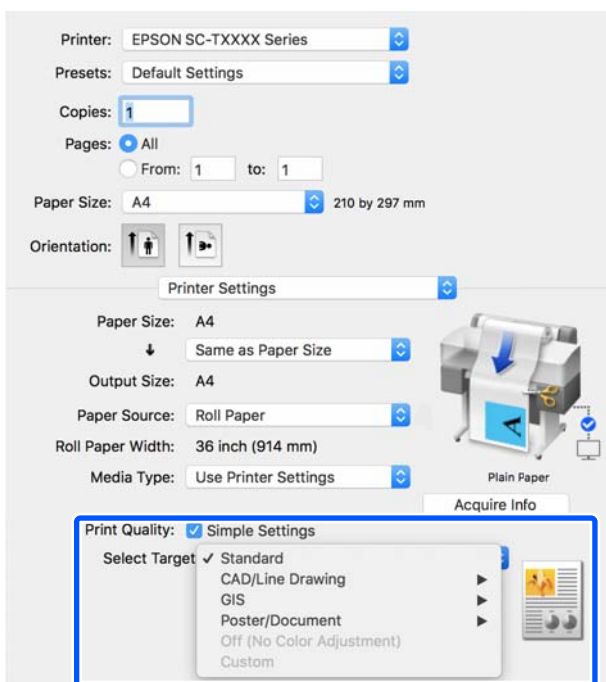 Printer: EPSON SC-TXXXX Series
Presets: Default Settings
Copies: 1
Pages: All
From: 1 to: 1
Paper Size: A4 210 by 297 mm
Orientation:
Printer Settings
Paper Size: A4
Same as Paper Size
Output Size: A4
Paper Source: Roll Paper
Roll Paper Width: 36 inch (914 mm)
Media Type: Use Printer Settings
Plain Paper
Acquire Info
Print Quality: Simple Settings
Select Target Standard
CAD/Line Drawing
GIS
Poster/Document
Off (No Color Adjustment)
Custom